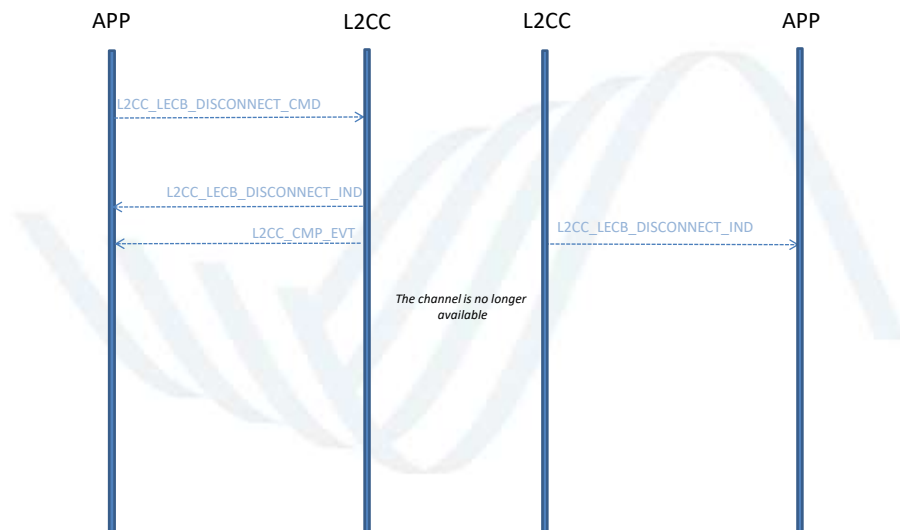 APP
L2CC
L2CC
APP
L2CC_LECB_DISCONNECT_CMD
L2CC_LECB_DISCONNECT_IND
L2CC_CMP_EVT
L2CC_LECB_DISCONNECT_IND
The channel is no longer
available